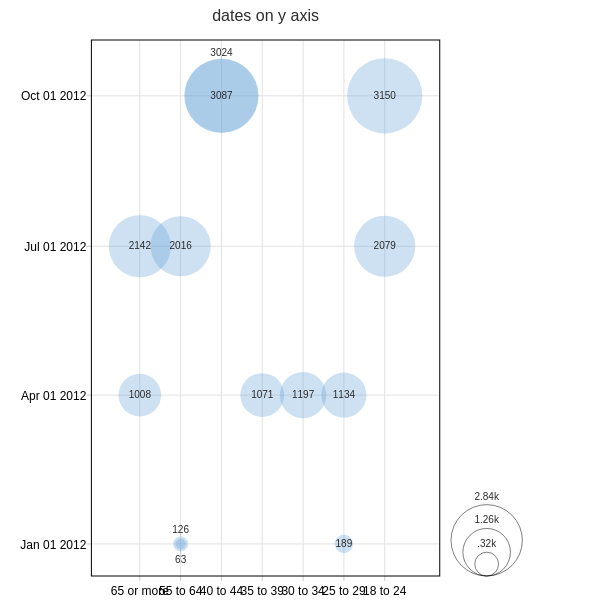 dates on y axis
3024
Oct 01 2012
3087
3150
Jul 01 2012
2142
2016
2079
Apr 01 2012
1008
1071
1197
1134
126
Jan 01 2012
189
63
2.84k
1.26k
.32k
65 or more
55 to 64
40 to 44
35 to 39
30 to 34
25 to 29
18 to 24